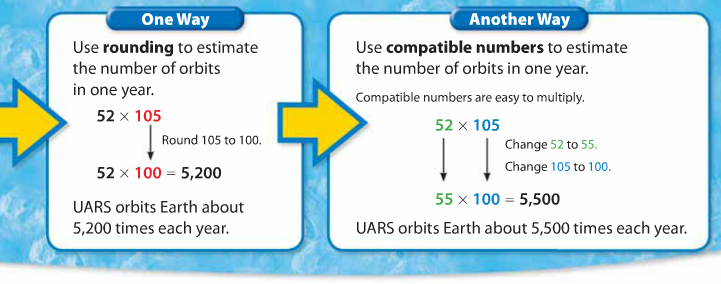 One Way
Use rounding to estimate
the number of orbits
in one year.
52 × 105
Round 105 to 100.
52 × 100 = 5,200
UARS orbits Earth about
5,200 times each year.
Another Way
Use compatible numbers to estimate
the number of orbits in one year.
Compatible numbers are easy to multiply.
52 × 105
Change 52 to 55.
Change 105 to 100.
55 × 100 = 5,500
UARS orbits Earth about 5,500 times each year.